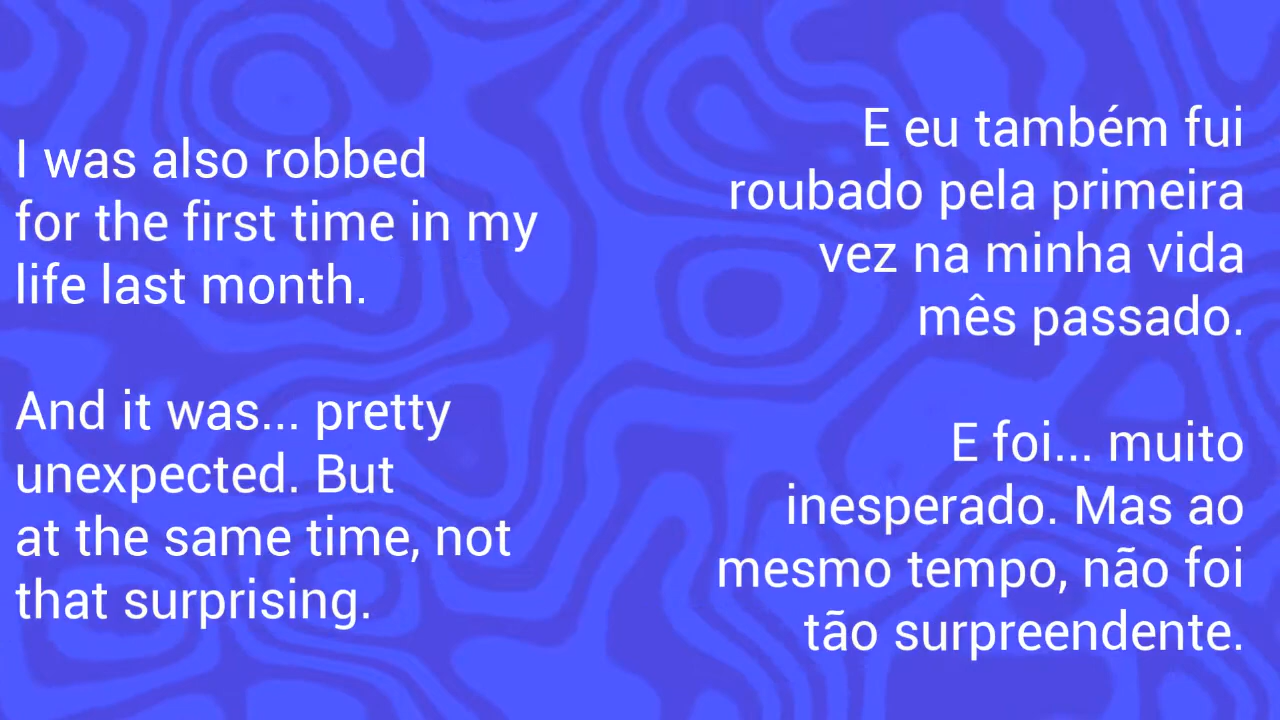 I was also robbed
for the first time in my
life last month.
And it was... pretty
unexpected. But
at the same time, not
that surprising.
E eu também fui
roubado pela primeira
vez na minha vida
mês passado.
E foi... muito
inesperado. Mas ao
mesmo tempo, não foi
tão surpreendente.